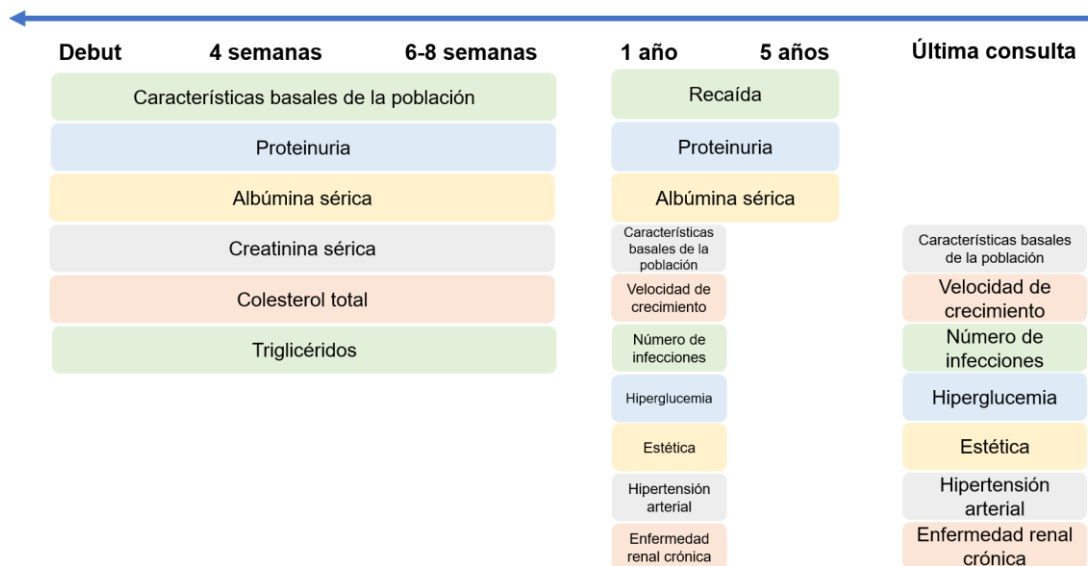 Debut
4 semanas
6-8 semanas
1 año
5 años
Última consulta
Características basales de la población
Proteinuria
Albúmina sérica
Creatinina sérica
Colesterol total
Triglicéridos
Recaída
Proteinuria
Albúmina sérica
Características
basales de la
población
Velocidad de
crecimiento
Número de
infecciones
Hiperglucemia
Estética
Hipertensión
arterial
Enfermedad
renal crónica
Características basales
de la población
Velocidad de
crecimiento
Número de
infecciones
Hiperglucemia
Estética
Hipertensión
arterial
Enfermedad renal
crónica